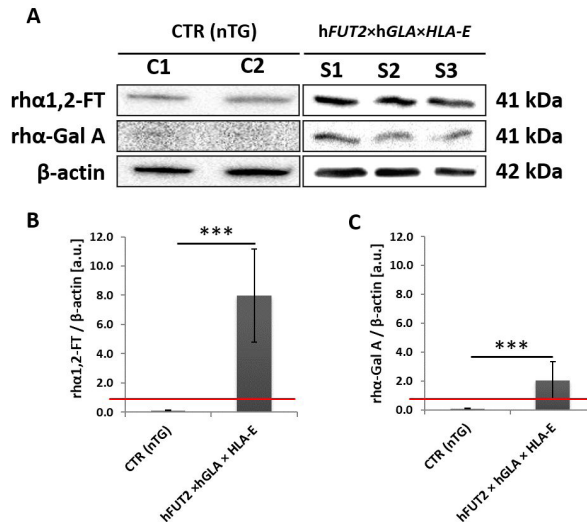 A
CTR (nTG)
hFUT2×hGLA×HLA-E
C1 C2 S1 S2 S3
rhα1,2-FT 41 kDa
rhα-Gal A 41 kDa
β-actin 42 kDa
B
rhα1,2-FT / β-actin [a.u.]
12.0
10.0
8.0
6.0
4.0
2.0
0.0
***
CTR (nTG)
hFUT2 ×hGLA × HLA-E
C
rhα-Gal A / β-actin [a.u.]
12.0
10.0
8.0
6.0
4.0
2.0
0.0
***
CTR (nTG)
hFUT2 × hGLA × HLA-E